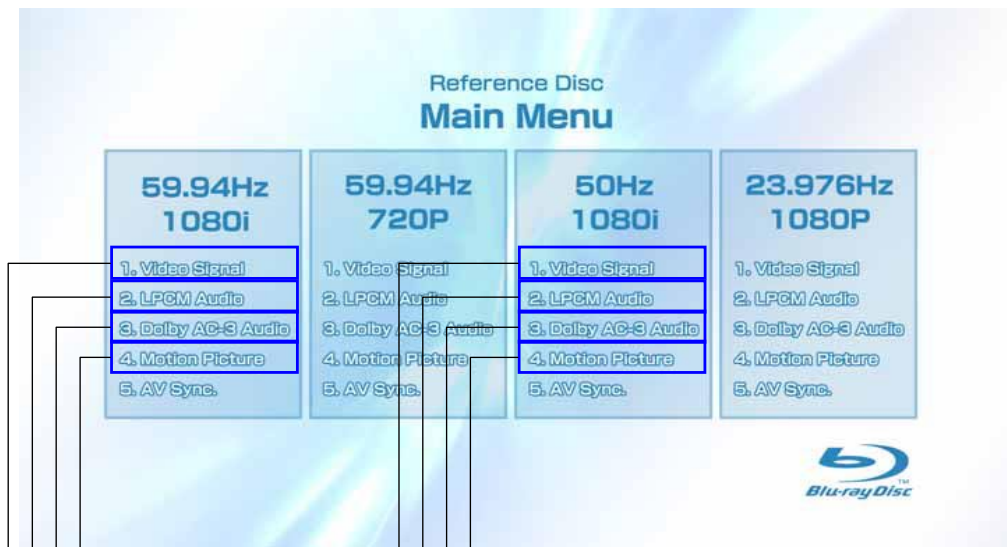 Reference Disc
Main Menu
59.94Hz
1080i
1. Video Signal
2. LPCM Audio
3. Dolby AC-3 Audio
4. Motion Picture
5. AV Sync.
59.94Hz
720P
1. Video Signal
2. LPCM Audio
3. Dolby AC-3 Audio
4. Motion Picture
5. AV Sync.
50Hz
1080i
1. Video Signal
2. LPCM Audio
3. Dolby AC-3 Audio
4. Motion Picture
5. AV Sync.
23.976Hz
1080P
1. Video Signal
2. LPCM Audio
3. Dolby AC-3 Audio
4. Motion Picture
5. AV Sync.
Blu-ray Disc™